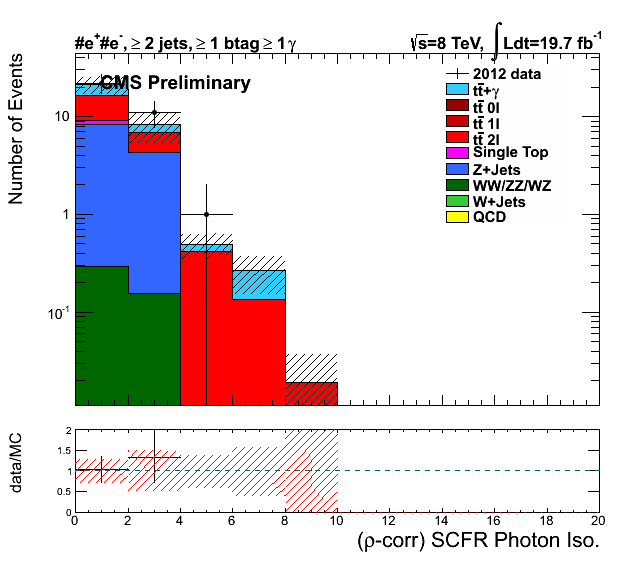 #e⁺#e⁻, ≥ 2 jets, ≥ 1 btag ≥ 1γ
√s=8 TeV, ∫ Ldt=19.7 fb⁻¹
CMS Preliminary
2012 data
tt̄+γ
tt̄ 0l
tt̄ 1l
tt̄ 2l
Single Top
Z+Jets
WW/ZZ/WZ
W+Jets
QCD
Number of Events
10
1
10⁻¹
data/MC
2
1.5
1
0.5
0
0 2 4 6 8 10 12 14 16 18 20
(ρ-corr) SCFR Photon Iso.